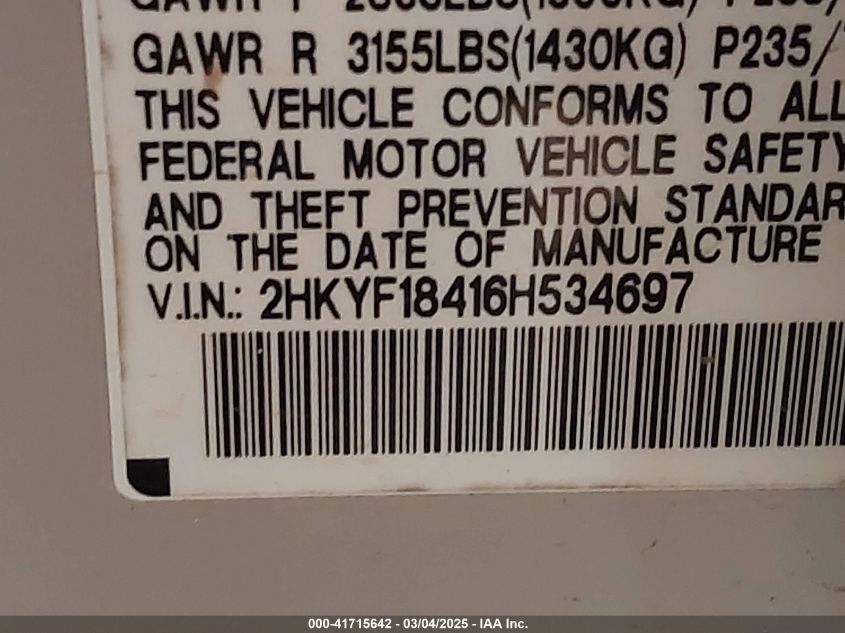 GAWR F
GAWR R 3155LBS(1430KG) P235/
THIS VEHICLE CONFORMS TO ALL
FEDERAL MOTOR VEHICLE SAFETY
AND THEFT PREVENTION STANDAR
ON THE DATE OF MANUFACTURE
V.I.N.: 2HKYF18416H534697
000-41715642 - 03/04/2025 - IAA Inc.